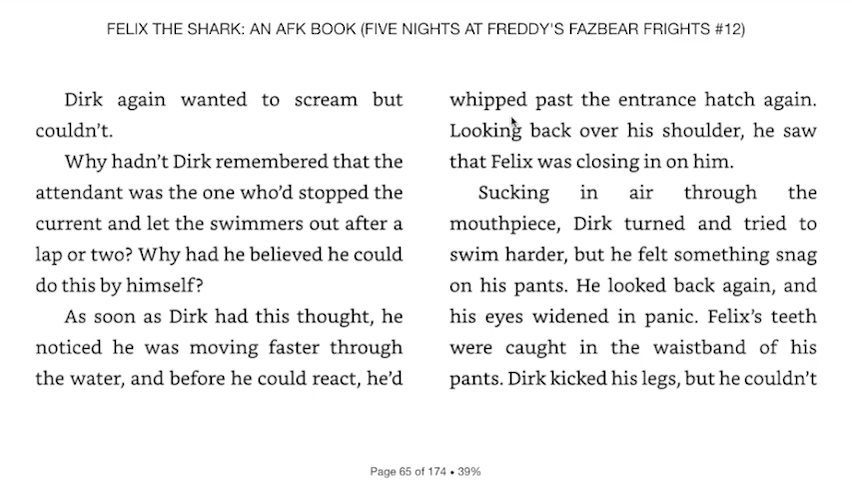 FELIX THE SHARK: AN AFK BOOK (FIVE NIGHTS AT FREDDY'S FAZBEAR FRIGHTS #12)
Dirk again wanted to scream but
couldn't.
Why hadn't Dirk remembered that the
attendant was the one who'd stopped the
current and let the swimmers out after a
lap or two? Why had he believed he could
do this by himself?
As soon as Dirk had this thought, he
noticed he was moving faster through
the water, and before he could react, he'd
whipped past the entrance hatch again.
Looking back over his shoulder, he saw
that Felix was closing in on him.
Sucking in air through the
mouthpiece, Dirk turned and tried to
swim harder, but he felt something snag
on his pants. He looked back again, and
his eyes widened in panic. Felix's teeth
were caught in the waistband of his
pants. Dirk kicked his legs, but he couldn't
Page 65 of 174 • 39%